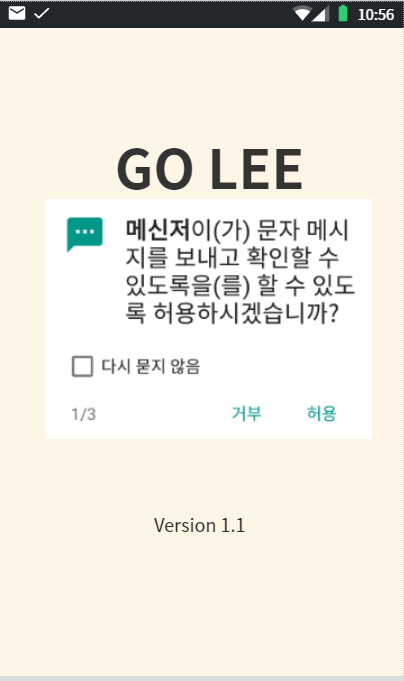 10:56
GO LEE
메신저이(가) 문자 메시
지를 보내고 확인할 수
있도록을(를) 할 수 있도
록 허용하시겠습니까?
다시 묻지 않음
1/3 거부 허용
Version 1.1